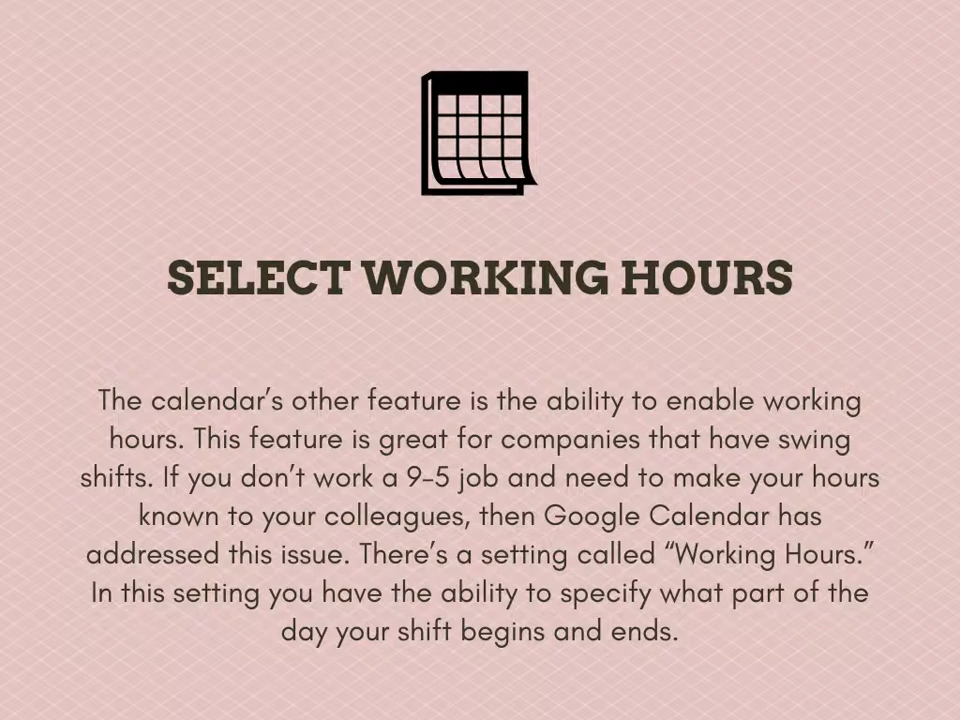 SELECT WORKING HOURS
The calendar’s other feature is the ability to enable working
hours. This feature is great for companies that have swing
shifts. If you don’t work a 9–5 job and need to make your hours
known to your colleagues, then Google Calendar has
addressed this issue. There’s a setting called “Working Hours.”
In this setting you have the ability to specify what part of the
day your shift begins and ends.